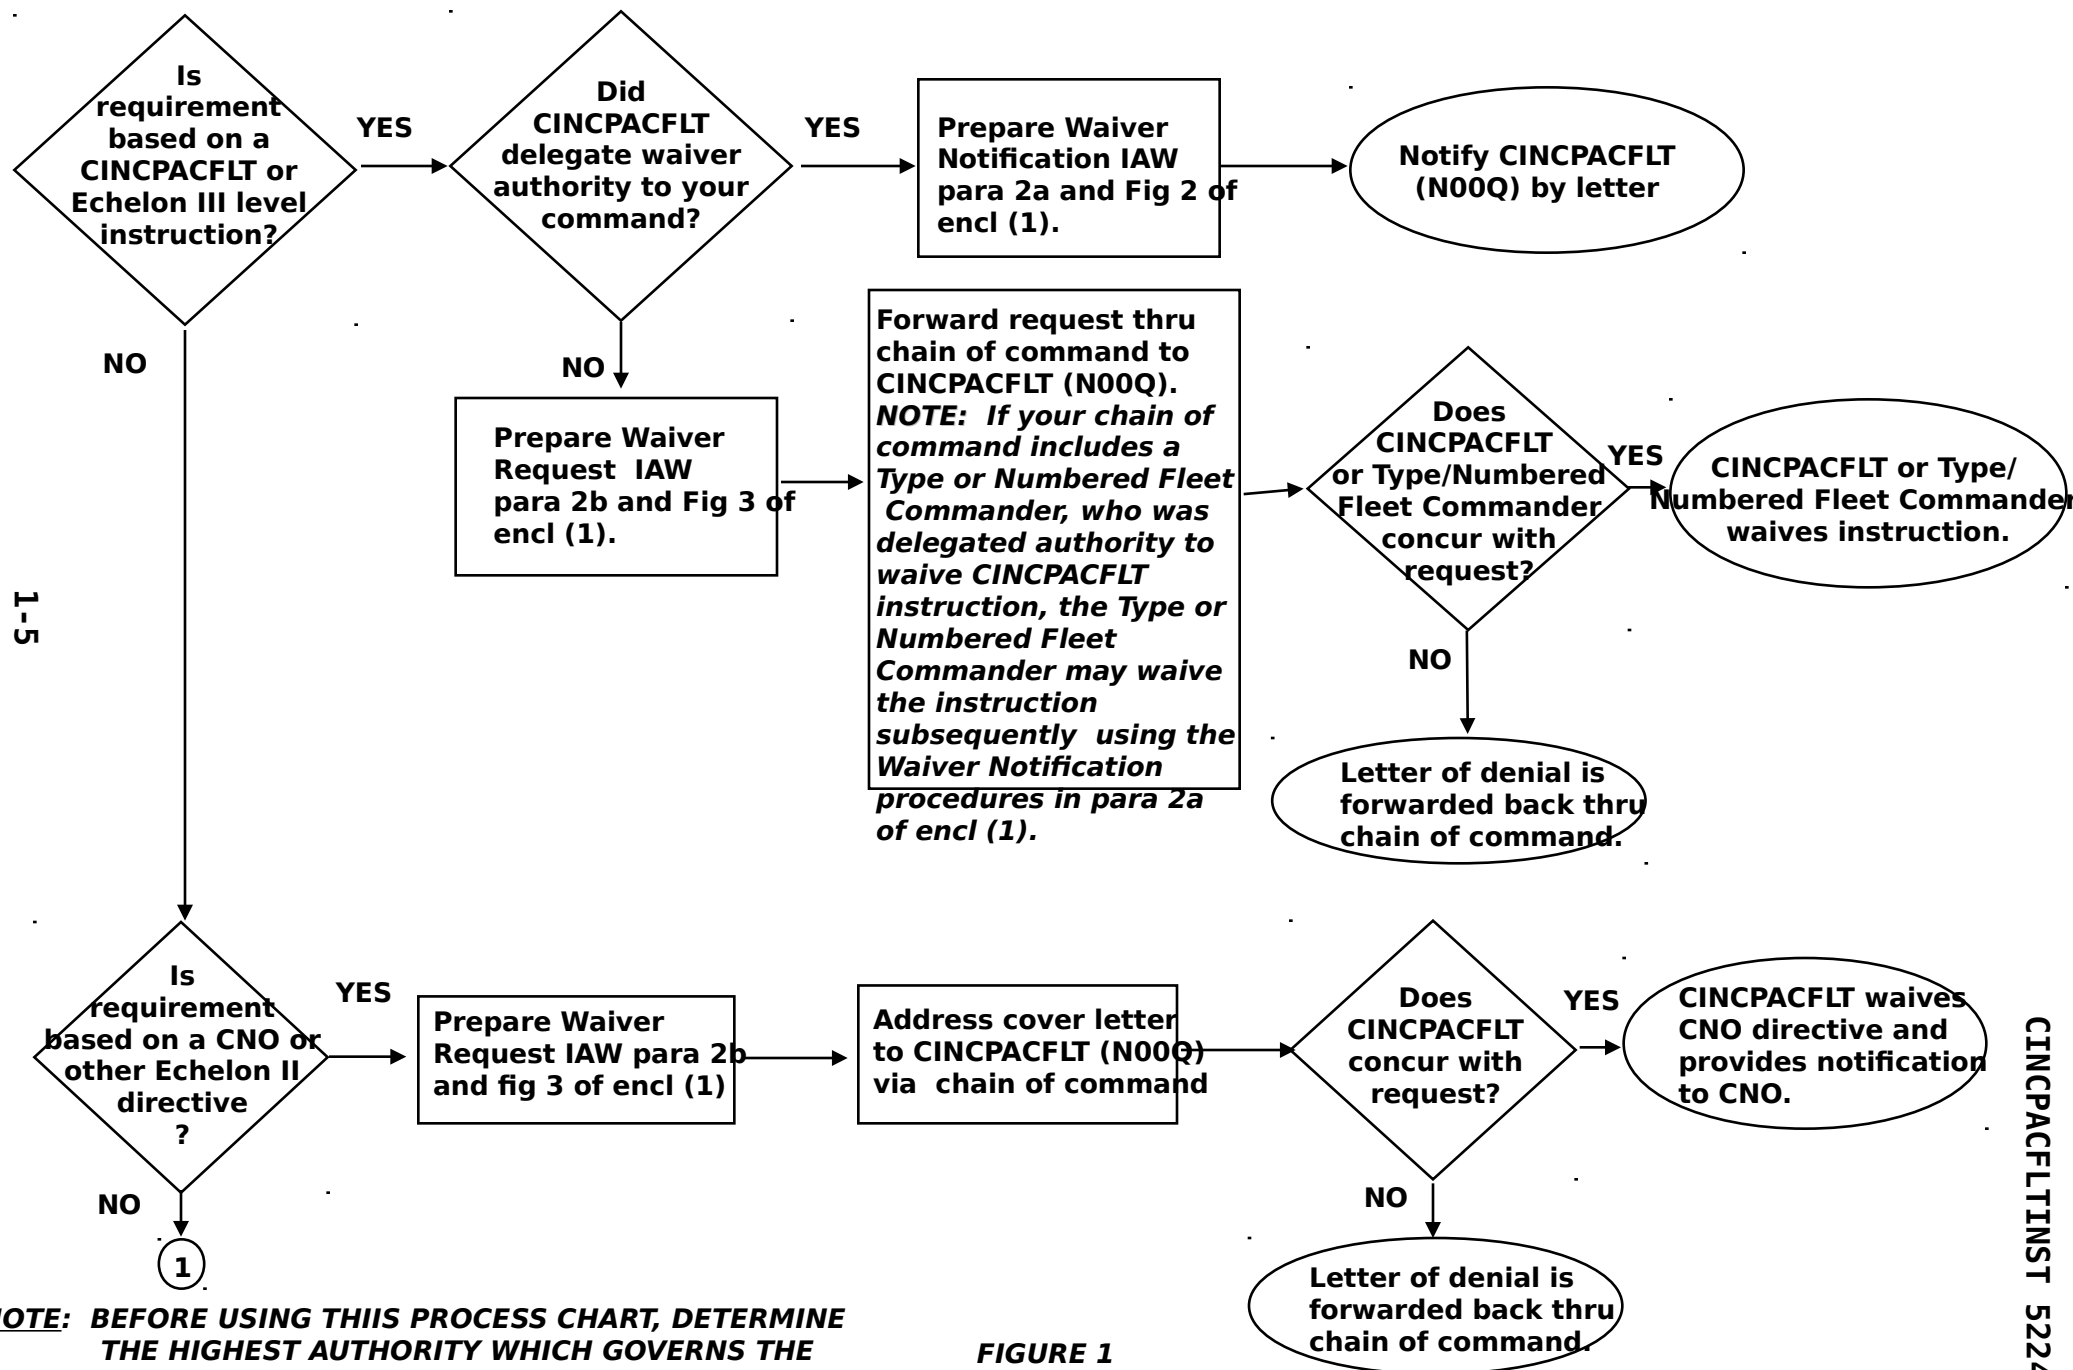 Is
requirement
based on a
CINCPACFLT or
Echelon III level
instruction?
YES
Did
CINCPACFLT
delegate waiver
authority to your
command?
YES
Prepare Waiver
Notification IAW
para 2a and Fig 2 of
encl (1).
Notify CINCPACFLT
(N00Q) by letter
NO
NO
Prepare Waiver
Request  IAW
para 2b and Fig 3 of
encl (1).
Forward request thru
chain of command to
CINCPACFLT (N00Q).
NOTE:  If your chain of
command includes a
Type or Numbered Fleet
Commander, who was
delegated authority to
waive CINCPACFLT
instruction, the Type or
Numbered Fleet
Commander may waive
the instruction
subsequently  using the
Waiver Notification
procedures in para 2a
of encl (1).
Does
CINCPACFLT
or Type/Numbered
Fleet Commander
concur with
request?
YES
CINCPACFLT or Type/
Numbered Fleet Commander
waives instruction.
NO
Letter of denial is
forwarded back thru
chain of command.
1-5
Is
requirement
based on a CNO or
other Echelon II
directive
?
YES
Prepare Waiver
Request IAW para 2b
and fig 3 of encl (1)
Address cover letter
to CINCPACFLT (N00Q)
via  chain of command
Does
CINCPACFLT
concur with
request?
YES
CINCPACFLT waives
CNO directive and
provides notification
to CNO.
NO
1
NO
Letter of denial is
forwarded back thru
chain of command.
OTE:  BEFORE USING THIIS PROCESS CHART, DETERMINE
THE HIGHEST AUTHORITY WHICH GOVERNS THE
FIGURE 1
CINCPACFLTINST 5224